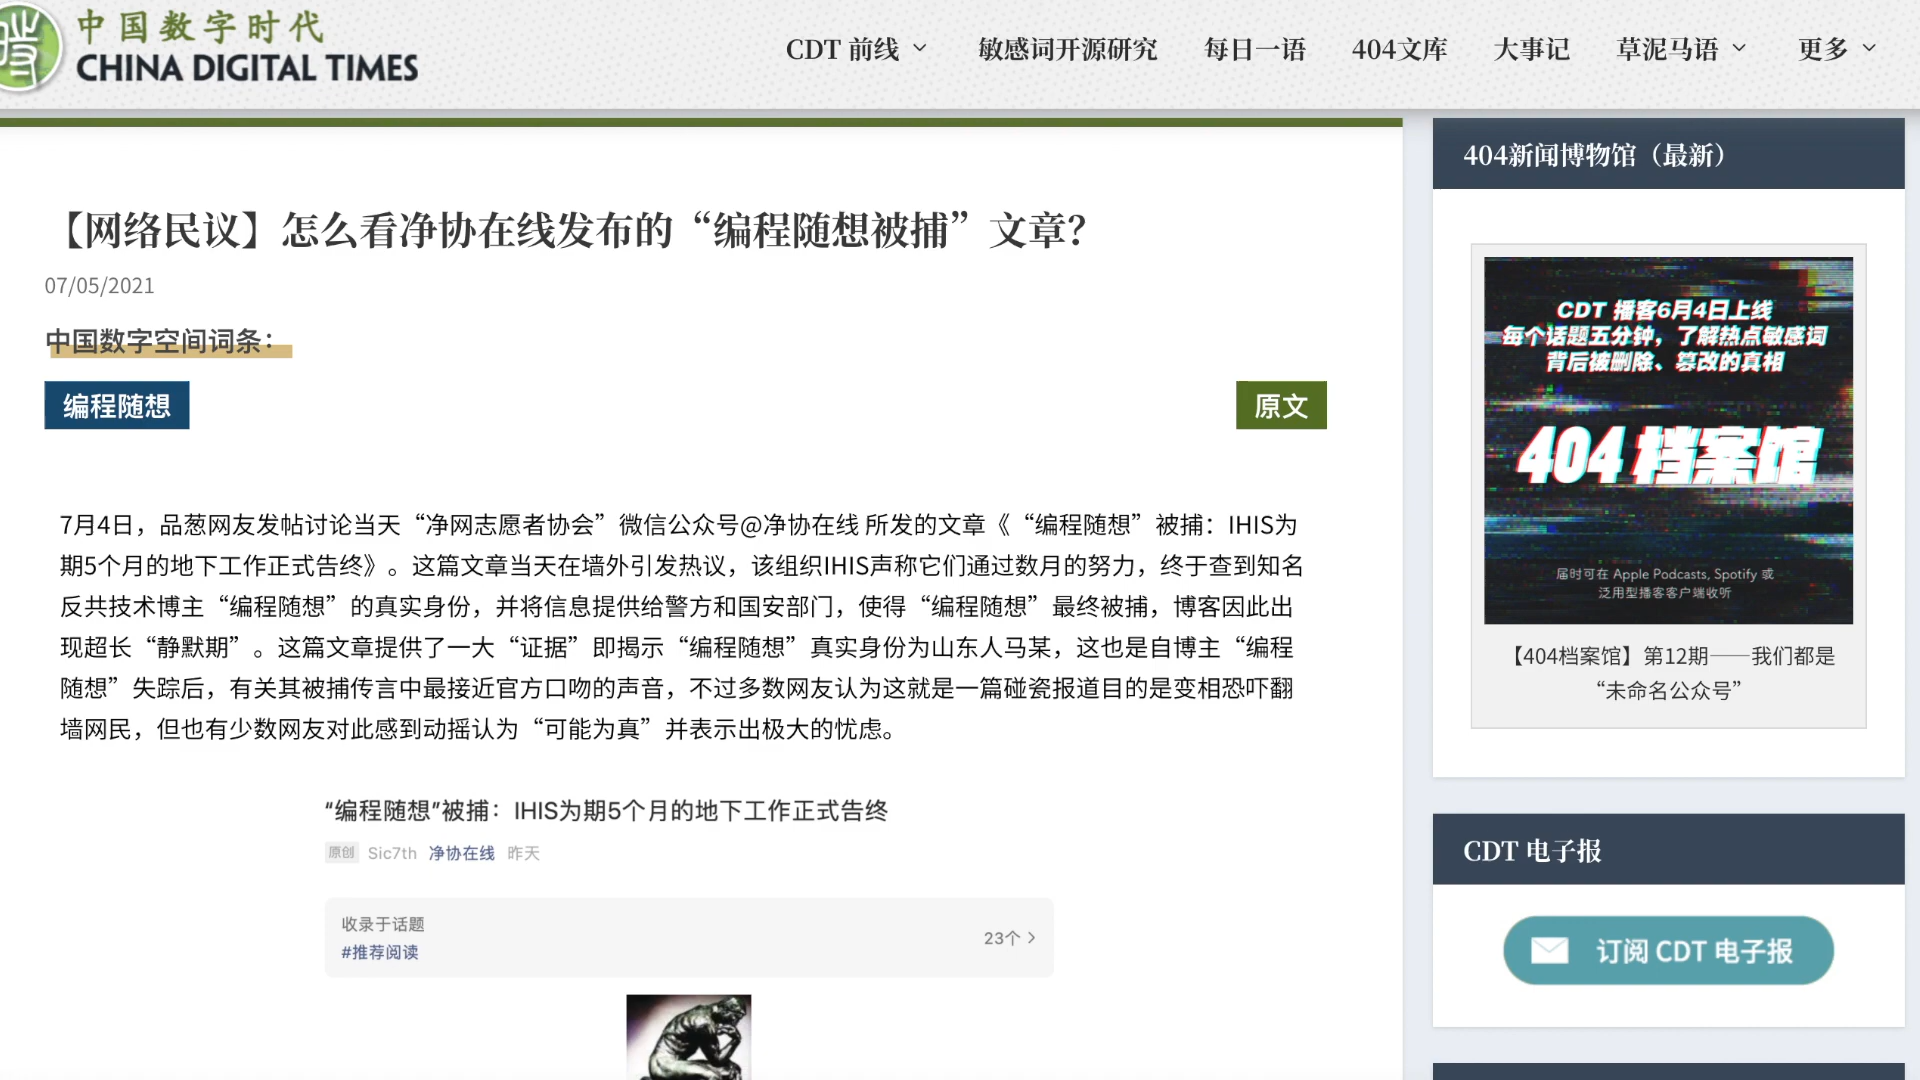 中国数字时代
CHINA DIGITAL TIMES
CDT 前线
敏感词开源研究
每日一语
404文库
大事记
草泥马语
更多
【网络民议】怎么看净协在线发布的“编程随想被捕”文章？
07/05/2021
中国数字空间词条：
编程随想
原文
7月4日，品葱网友发帖讨论当天“净网志愿者协会”微信公众号@净协在线 所发的文章《“编程随想”被捕：IHIS为
期5个月的地下工作正式告终》。这篇文章当天在墙外引发热议，该组织IHIS声称它们通过数月的努力，终于查到知名
反共技术博主“编程随想”的真实身份，并将信息提供给警方和国安部门，使得“编程随想”最终被捕，博客因此出
现超长“静默期”。这篇文章提供了一大“证据”即揭示“编程随想”真实身份为山东人马某，这也是自博主“编程
随想”失踪后，有关其被捕传言中最接近官方口吻的声音，不过多数网友认为这就是一篇碰瓷报道目的是变相恐吓翻
墙网民，但也有少数网友对此感到动摇认为“可能为真”并表示出极大的忧虑。
“编程随想”被捕：IHIS为期5个月的地下工作正式告终
原创 Sic7th 净协在线 昨天
收录于话题
#推荐阅读
23个
404新闻博物馆（最新）
CDT 播客6月4日上线
每个话题五分钟，了解热点敏感词
背后被删除、篡改的真相
404 档案馆
届时可在 Apple Podcasts, Spotify 或
泛用型播客客户端收听
【404档案馆】第12期——我们都是
“未命名公众号”
CDT 电子报
订阅 CDT 电子报